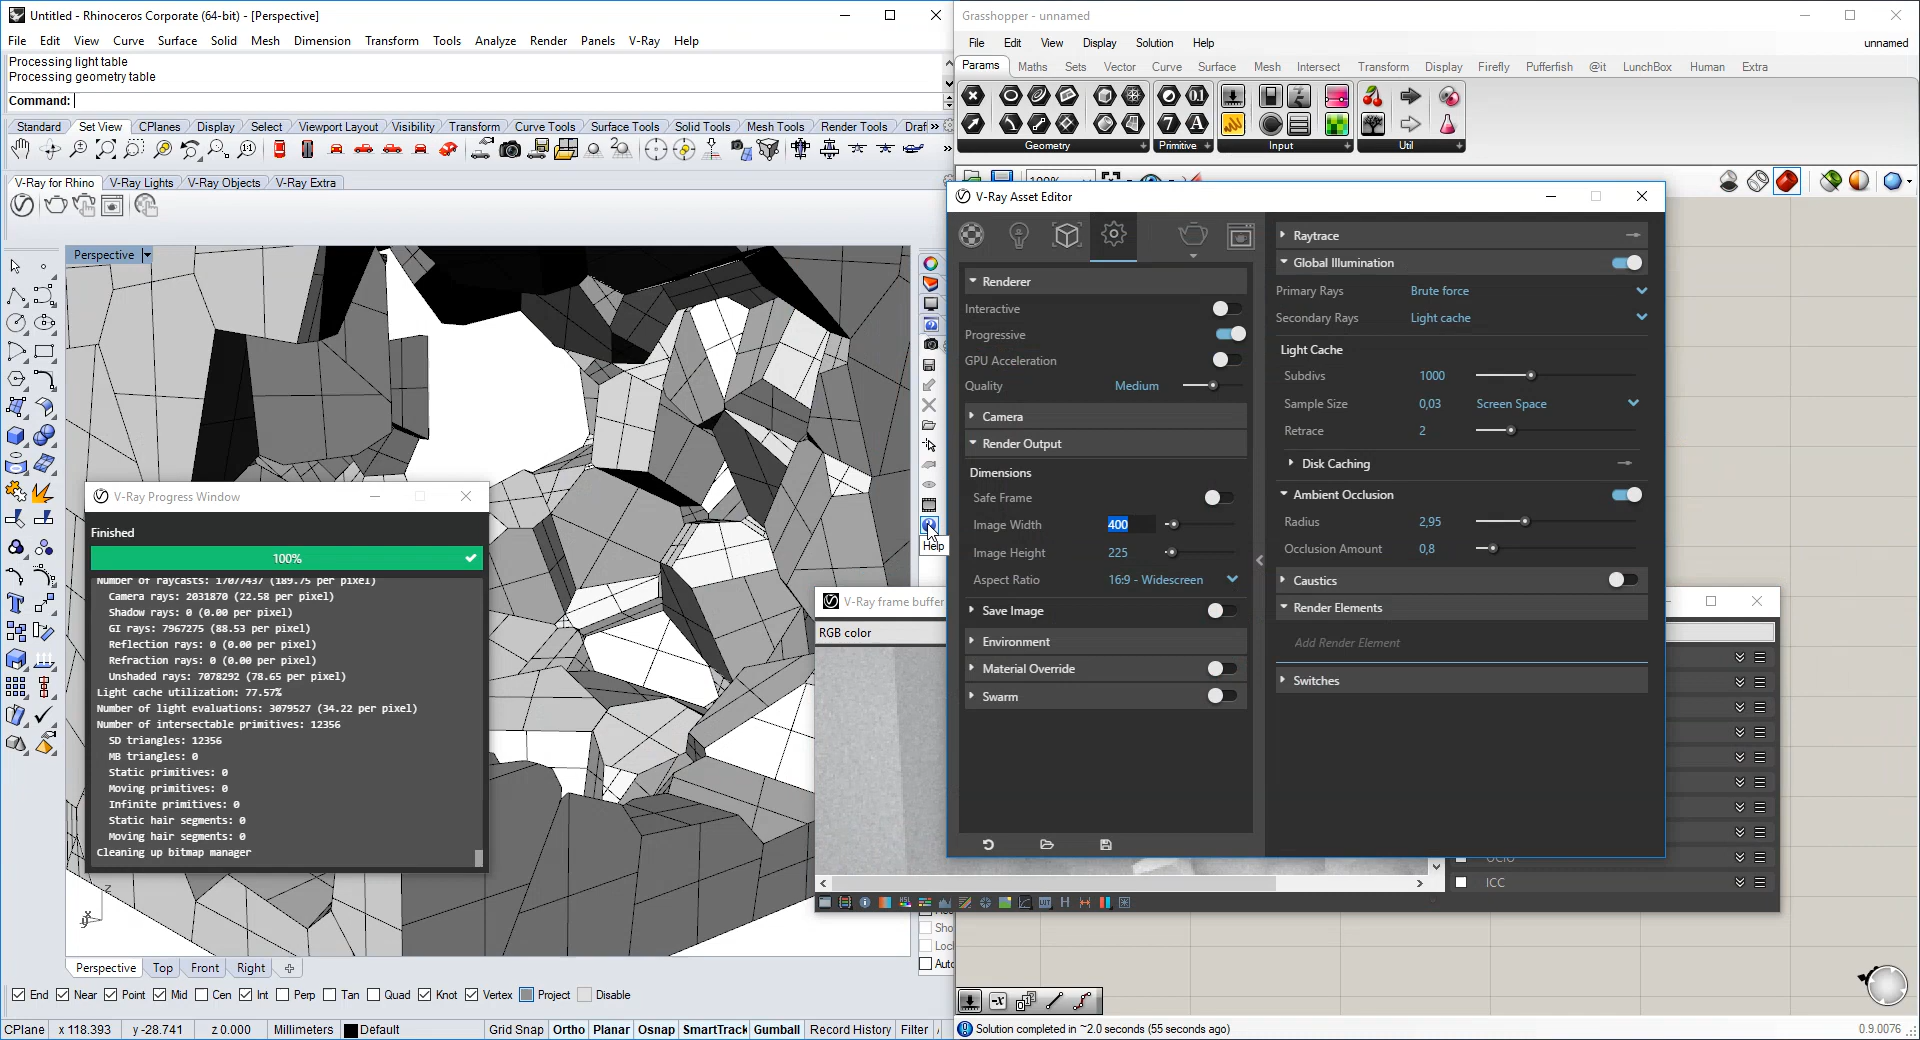 Untitled - Rhinoceros Corporate (64-bit) - [Perspective]
File Edit View Curve Surface Solid Mesh Dimension Transform Tools Analyze Render Panels V-Ray Help
Processing light table
Processing geometry table
Command:
Standard Set View CPlanes Display Select Viewport Layout Visibility Transform Curve Tools Surface Tools Solid Tools Mesh Tools Render Tools Draf
V-Ray for Rhino V-Ray Lights V-Ray Objects V-Ray Extra
Perspective
V-Ray Progress Window
Finished
100%
Number of raycasts: 17077437 (189.75 per pixel)
Camera rays: 2031870 (22.58 per pixel)
Shadow rays: 0 (0.00 per pixel)
GI rays: 7967275 (88.53 per pixel)
Reflection rays: 0 (0.00 per pixel)
Refraction rays: 0 (0.00 per pixel)
Unshaded rays: 7078292 (78.65 per pixel)
Light cache utilization: 77.57%
Number of light evaluations: 3079527 (34.22 per pixel)
Number of intersectable primitives: 12356
SD triangles: 12356
MB triangles: 0
Static primitives: 0
Moving primitives: 0
Infinite primitives: 0
Static hair segments: 0
Moving hair segments: 0
Cleaning up bitmap manager
Help
Perspective Top Front Right
End Near Point Mid Cen Int Perp Tan Quad Knot Vertex Project Disable
CPlane x 118.393 y -28.741 z 0.000 Millimeters Default Grid Snap Ortho Planar Osnap SmartTrack Gumball Record History Filter
Grasshopper - unnamed
File Edit View Display Solution Help
unnamed
Params Maths Sets Vector Curve Surface Mesh Intersect Transform Display Firefly Pufferfish @it LunchBox Human Extra
Geometry Primitive Input Util
V-Ray Asset Editor
Renderer
Interactive
Progressive
GPU Acceleration
Quality Medium
Camera
Render Output
Dimensions
Safe Frame
Image Width 400
Image Height 225
Aspect Ratio 16:9 - Widescreen
Save Image
Environment
Material Override
Swarm
Raytrace
Global Illumination
Primary Rays Brute force
Secondary Rays Light cache
Light Cache
Subdivs 1000
Sample Size 0,03 Screen Space
Retrace 2
Disk Caching
Ambient Occlusion
Radius 2,95
Occlusion Amount 0,8
Caustics
Render Elements
Add Render Element
Switches
V-Ray frame buffer
RGB color
ICC
Solution completed in ~2.0 seconds (55 seconds ago)
0.9.0076